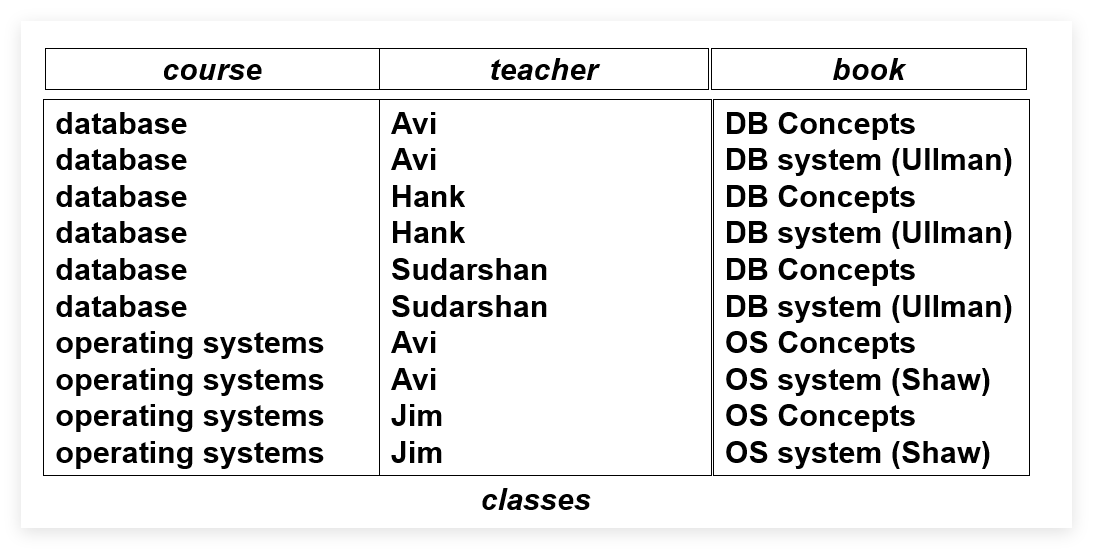 course teacher book
database Avi DB Concepts
database Avi DB system (Ullman)
database Hank DB Concepts
database Hank DB system (Ullman)
database Sudarshan DB Concepts
database Sudarshan DB system (Ullman)
operating systems Avi OS Concepts
operating systems Avi OS system (Shaw)
operating systems Jim OS Concepts
operating systems Jim OS system (Shaw)
classes